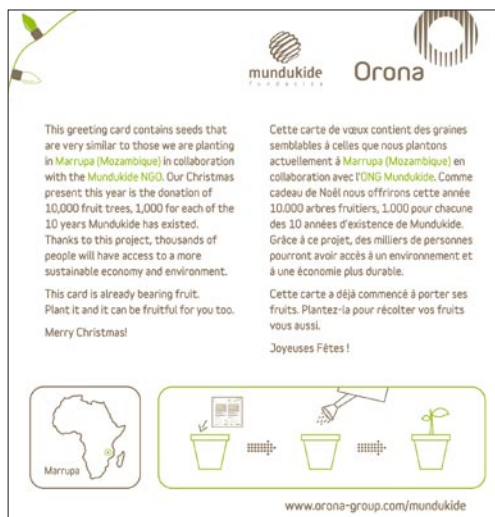 mundukide
fundazioa
Orona
This greeting card contains seeds that
are very similar to those we are planting
in Marrupa (Mozambique) in collaboration
with the Mundukide NGO. Our Christmas
present this year is the donation of
10,000 fruit trees, 1,000 for each of the
10 years Mundukide has existed.
Thanks to this project, thousands of
people will have access to a more
sustainable economy and environment.
This card is already bearing fruit.
Plant it and it can be fruitful for you too.
Merry Christmas!
Cette carte de vœux contient des graines
semblables à celles que nous plantons
actuellement à Marrupa (Mozambique) en
collaboration avec l'ONG Mundukide. Comme
cadeau de Noël nous offrirons cette année
10.000 arbres fruitiers, 1.000 pour chacune
des 10 années d'existence de Mundukide.
Grâce à ce projet, des milliers de personnes
pourront avoir accès à un environnement et
à une économie plus durable.
Cette carte a déjà commencé à porter ses
fruits. Plantez-la pour récolter vos fruits
vous aussi.
Joyeuses Fêtes !
Marrupa
www.orona-group.com/mundukide